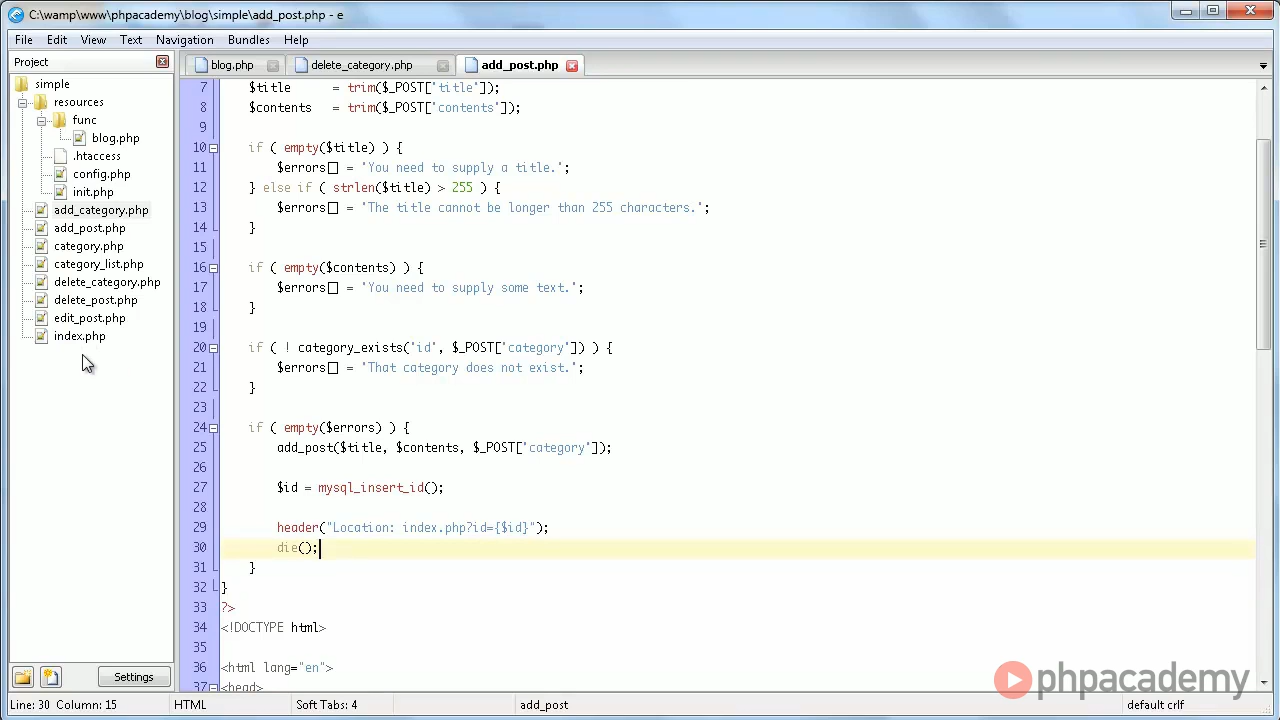 C:\wamp\www\phpacademy\blog\simple\add_post.php - e
File Edit View Text Navigation Bundles Help
Project
blog.php delete_category.php add_post.php
simple
resources
func
blog.php
.htaccess
config.php
init.php
add_category.php
add_post.php
category.php
category_list.php
delete_category.php
delete_post.php
edit_post.php
index.php
Settings
7 $title = trim($_POST['title']);
8 $contents = trim($_POST['contents']);
9
10 if ( empty($title) ) {
11 $errors[] = 'You need to supply a title.';
12 } else if ( strlen($title) > 255 ) {
13 $errors[] = 'The title cannot be longer than 255 characters.';
14 }
15
16 if ( empty($contents) ) {
17 $errors[] = 'You need to supply some text.';
18 }
19
20 if ( ! category_exists('id', $_POST['category']) ) {
21 $errors[] = 'That category does not exist.';
22 }
23
24 if ( empty($errors) ) {
25 add_post($title, $contents, $_POST['category']);
26
27 $id = mysql_insert_id();
28
29 header("Location: index.php?id={$id}");
30 die();
31 }
32 }
33 ?>
34 <!DOCTYPE html>
35
36 <html lang="en">
37 <head>
phpacademy
Line: 30 Column: 15 HTML Soft Tabs: 4 add_post default crlf